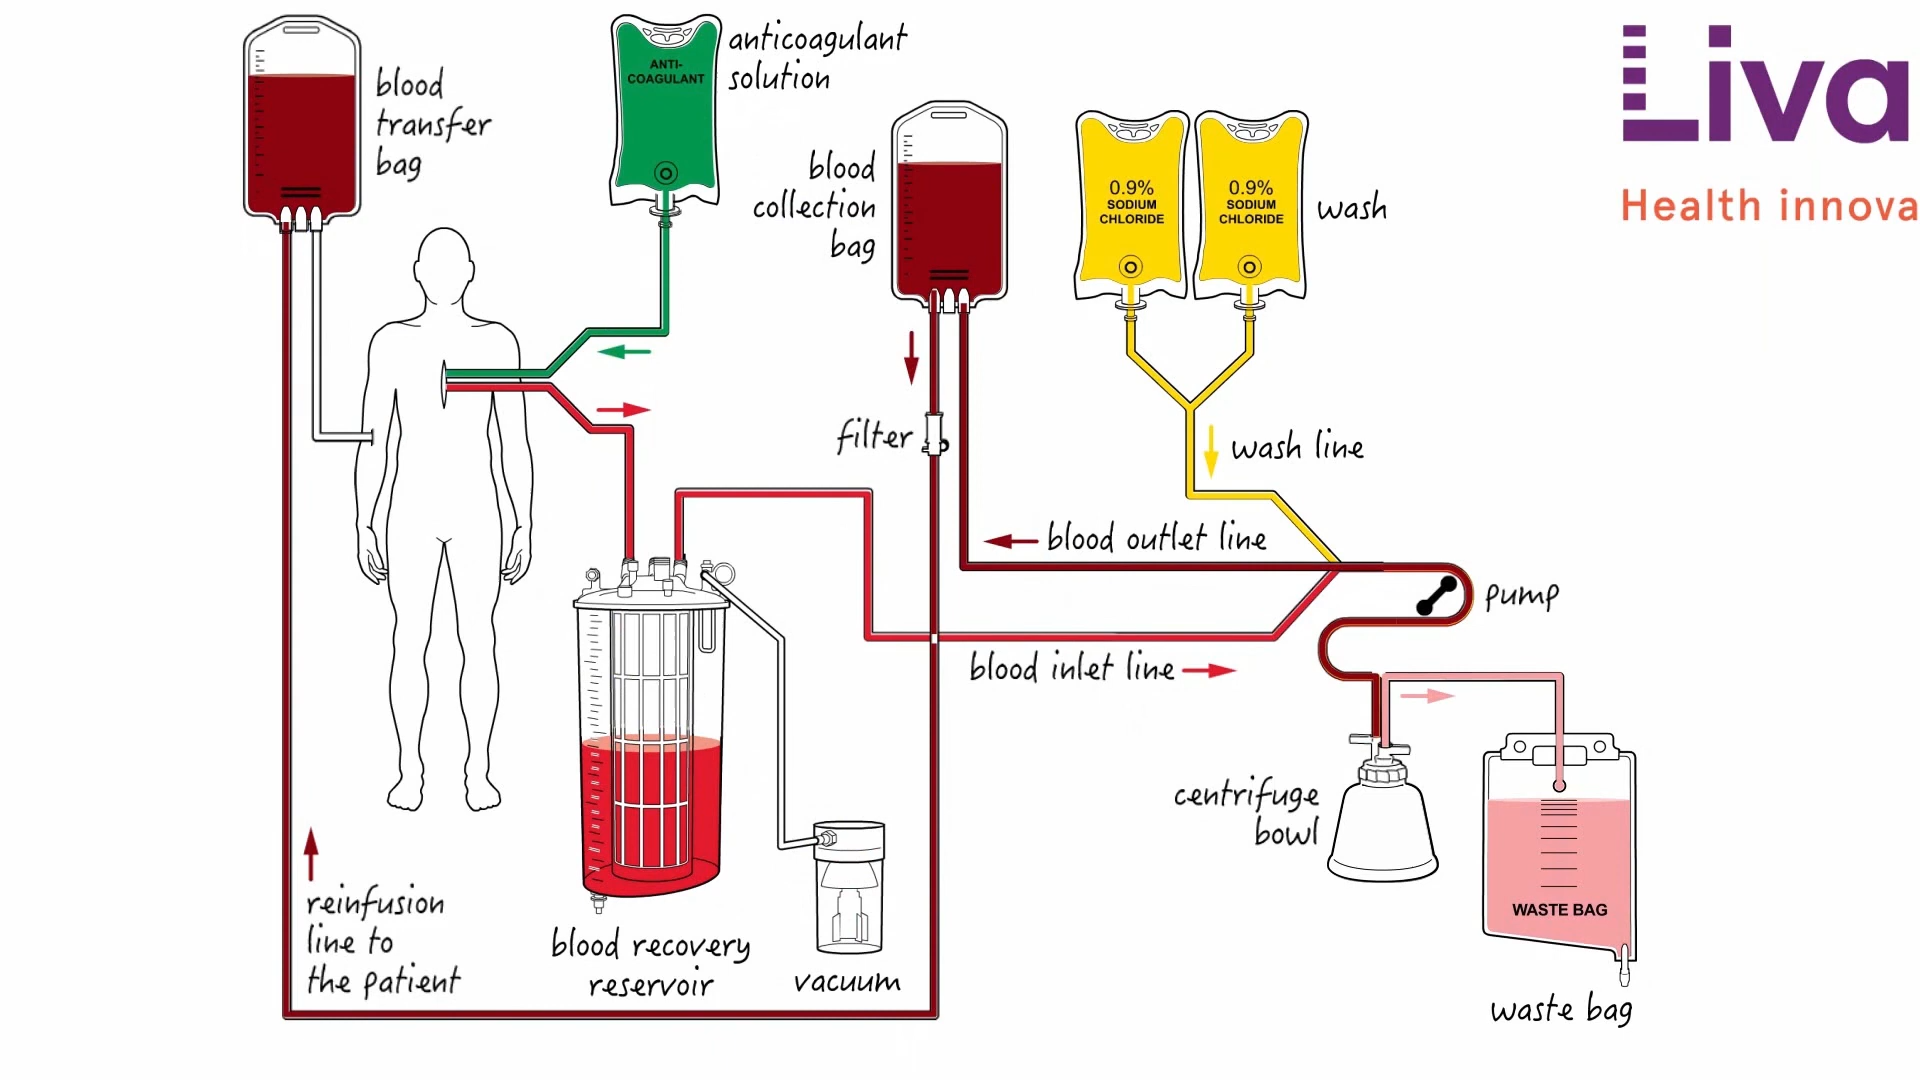 blood
transfer
bag
ANTI-
COAGULANT
anticoagulant
solution
blood
collection
bag
0.9%
SODIUM
CHLORIDE
0.9%
SODIUM
CHLORIDE
wash
Liva
Health innova
filter
wash line
blood outlet line
pump
blood inlet line
centrifuge
bowl
WASTE BAG
waste bag
reinfusion
line to
the patient
blood recovery
reservoir
vacuum